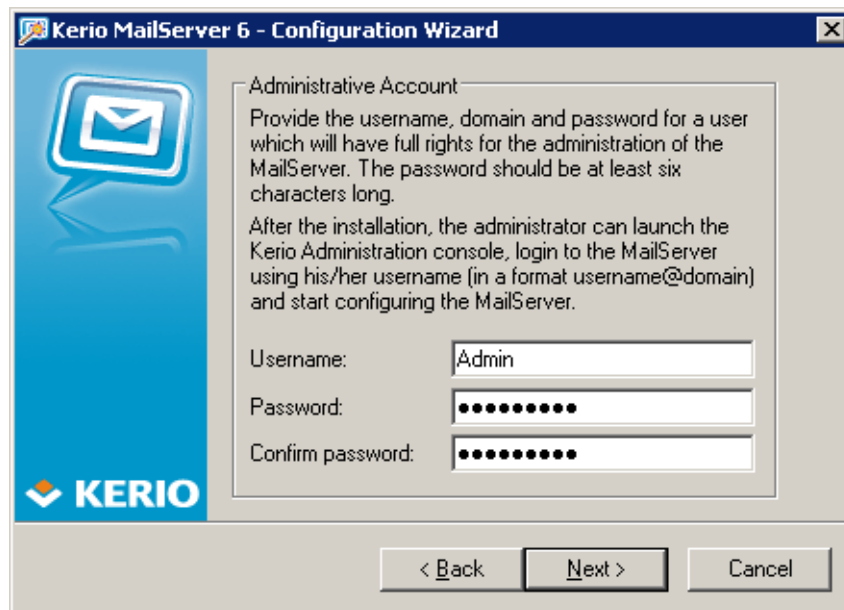 Kerio MailServer 6 - Configuration Wizard
Administrative Account
Provide the username, domain and password for a user
which will have full rights for the administration of the
MailServer. The password should be at least six
characters long.
After the installation, the administrator can launch the
Kerio Administration console, login to the MailServer
using his/her username (in a format username@domain)
and start configuring the MailServer.
Username: Admin
Password: ●●●●●●●●●
Confirm password: ●●●●●●●●●
KERIO
< Back Next > Cancel